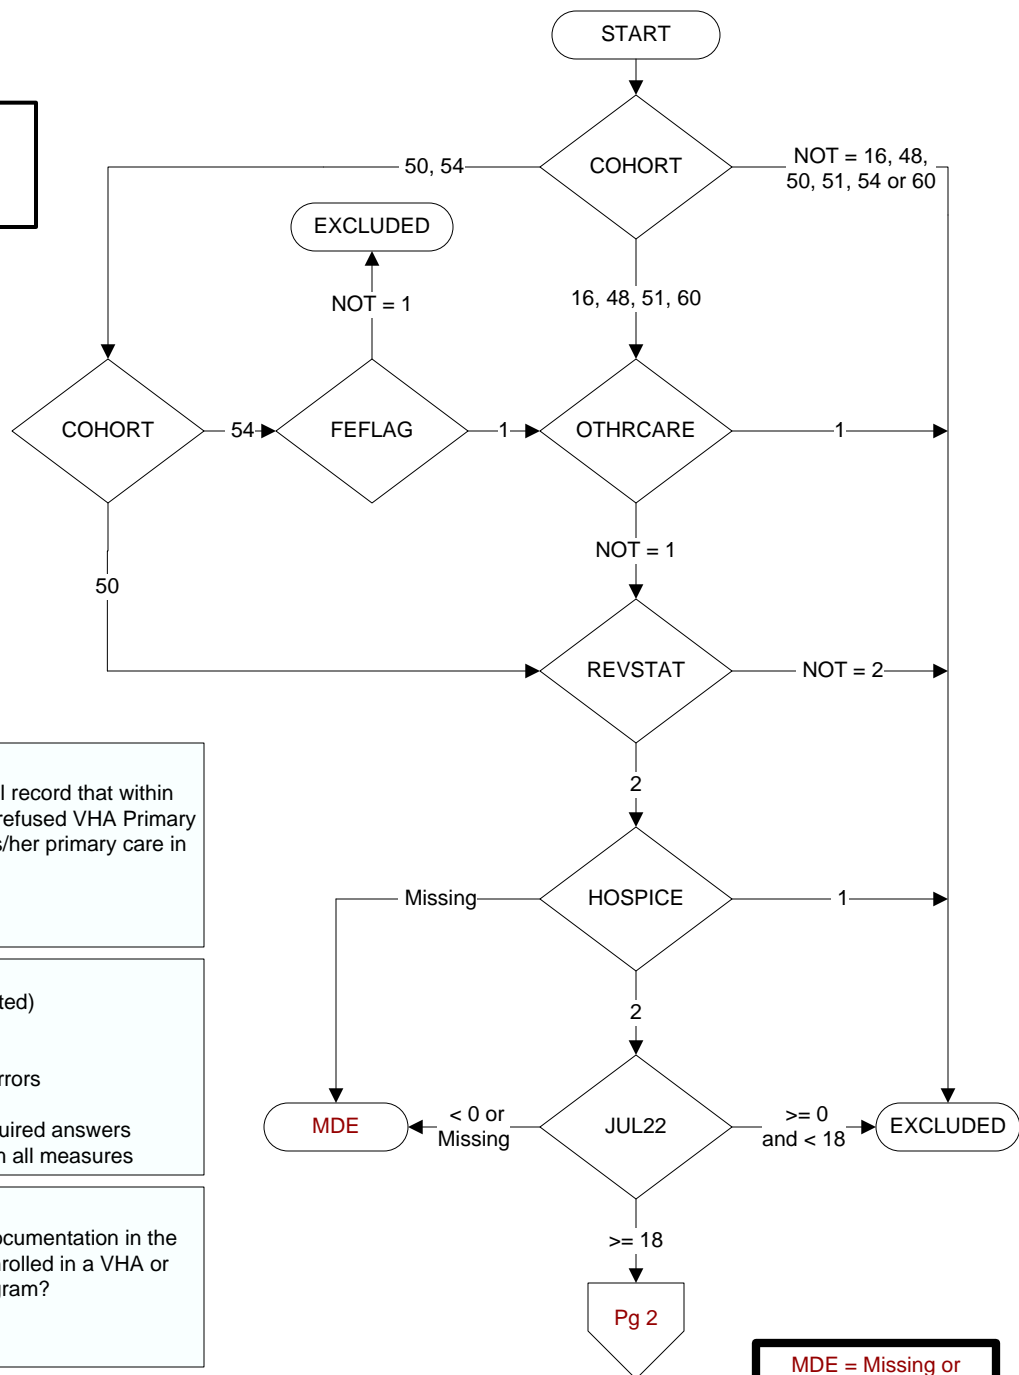 START
COHORT
50, 54
NOT = 16, 48,
50, 51, 54 or 60
EXCLUDED
NOT = 1
16, 48, 51, 60
COHORT
54
FEFLAG
1
OTHRCARE
1
NOT = 1
50
REVSTAT
NOT = 2
2
l record that within
refused VHA Primary
s/her primary care in
Missing
HOSPICE
1
2
ted)
rrors
uired answers
n all measures
MDE
< 0 or
Missing
JUL22
>= 0
and < 18
EXCLUDED
>= 18
ocumentation in the
nrolled in a VHA or
gram?
Pg 2
MDE = Missing or